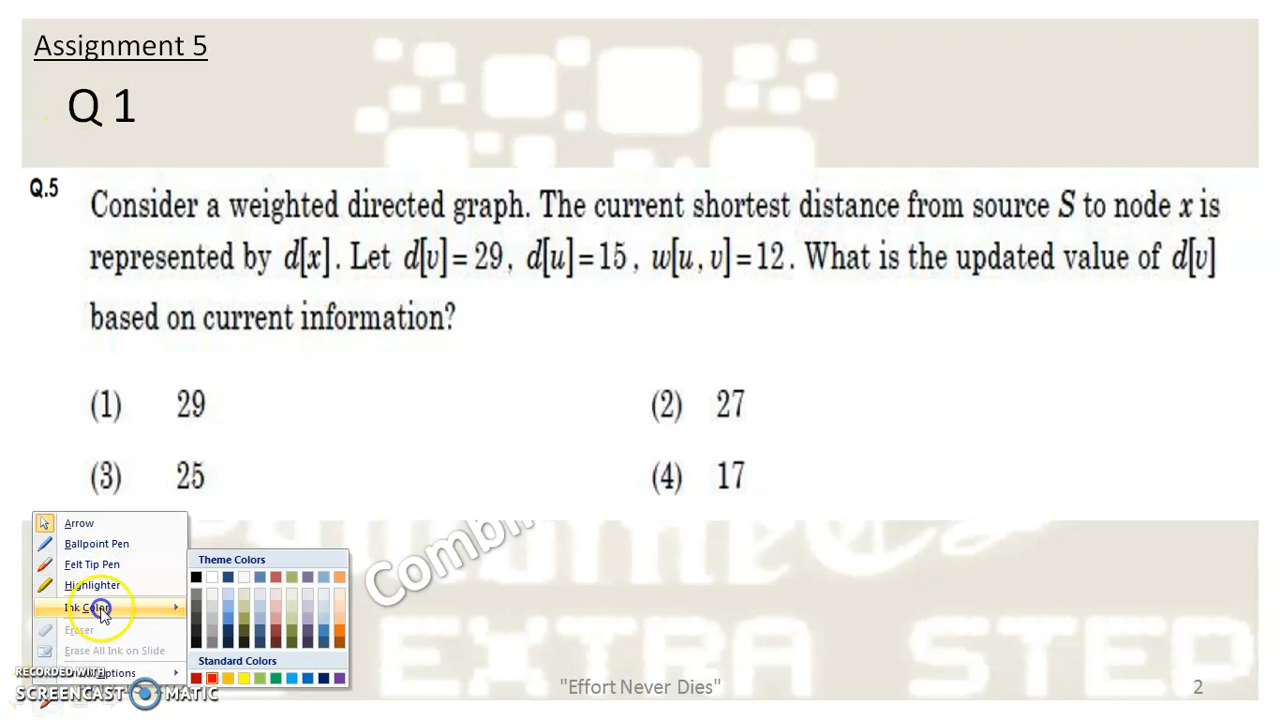 Assignment 5
Q 1
Q.5
Consider a weighted directed graph. The current shortest distance from source S to node x is
represented by d[x]. Let d[v]=29, d[u]=15, w[u, v]=12. What is the updated value of d[v]
based on current information?
(1) 29
(2) 27
(3) 25
(4) 17
Arrow
Ballpoint Pen
Felt Tip Pen
Highlighter
Ink Color
Eraser
Erase All Ink on Slide
Options
Theme Colors
Standard Colors
RECORDED WITH
SCREENCAST MATIC
EXTRA STEP
"Effort Never Dies"
2